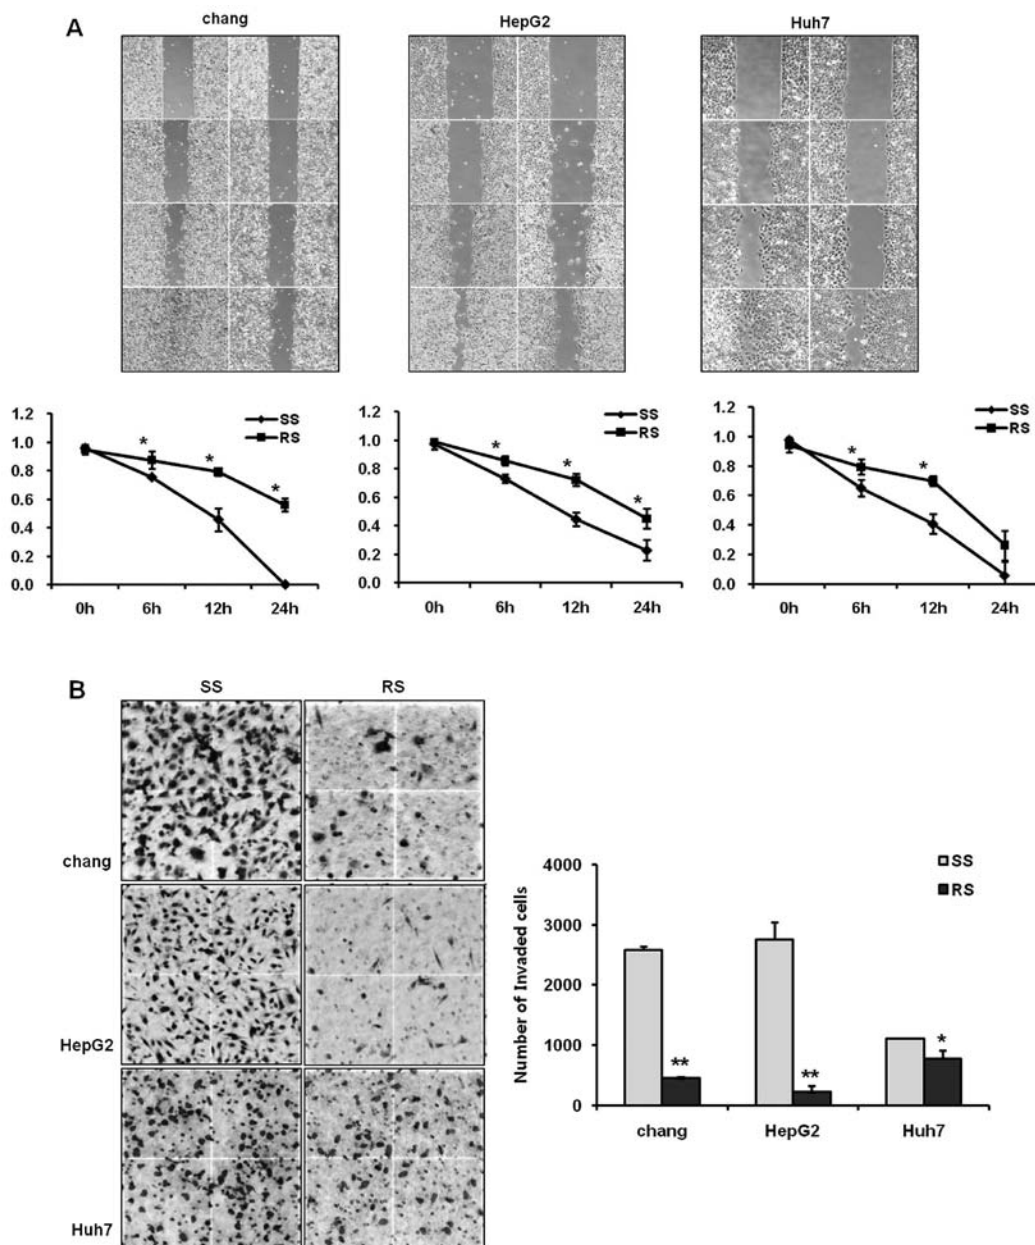 A
chang
HepG2
Huh7
1.2
1.0
0.8
0.6
0.4
0.2
0.0
0h
6h
12h
24h
SS
RS
*
*
*
1.2
1.0
0.8
0.6
0.4
0.2
0.0
0h
6h
12h
24h
SS
RS
*
*
*
1.2
1.0
0.8
0.6
0.4
0.2
0.0
0h
6h
12h
24h
SS
RS
*
*
B
SS
RS
chang
HepG2
Huh7
Number of Invaded cells
4000
3000
2000
1000
0
SS
RS
**
**
*
chang
HepG2
Huh7